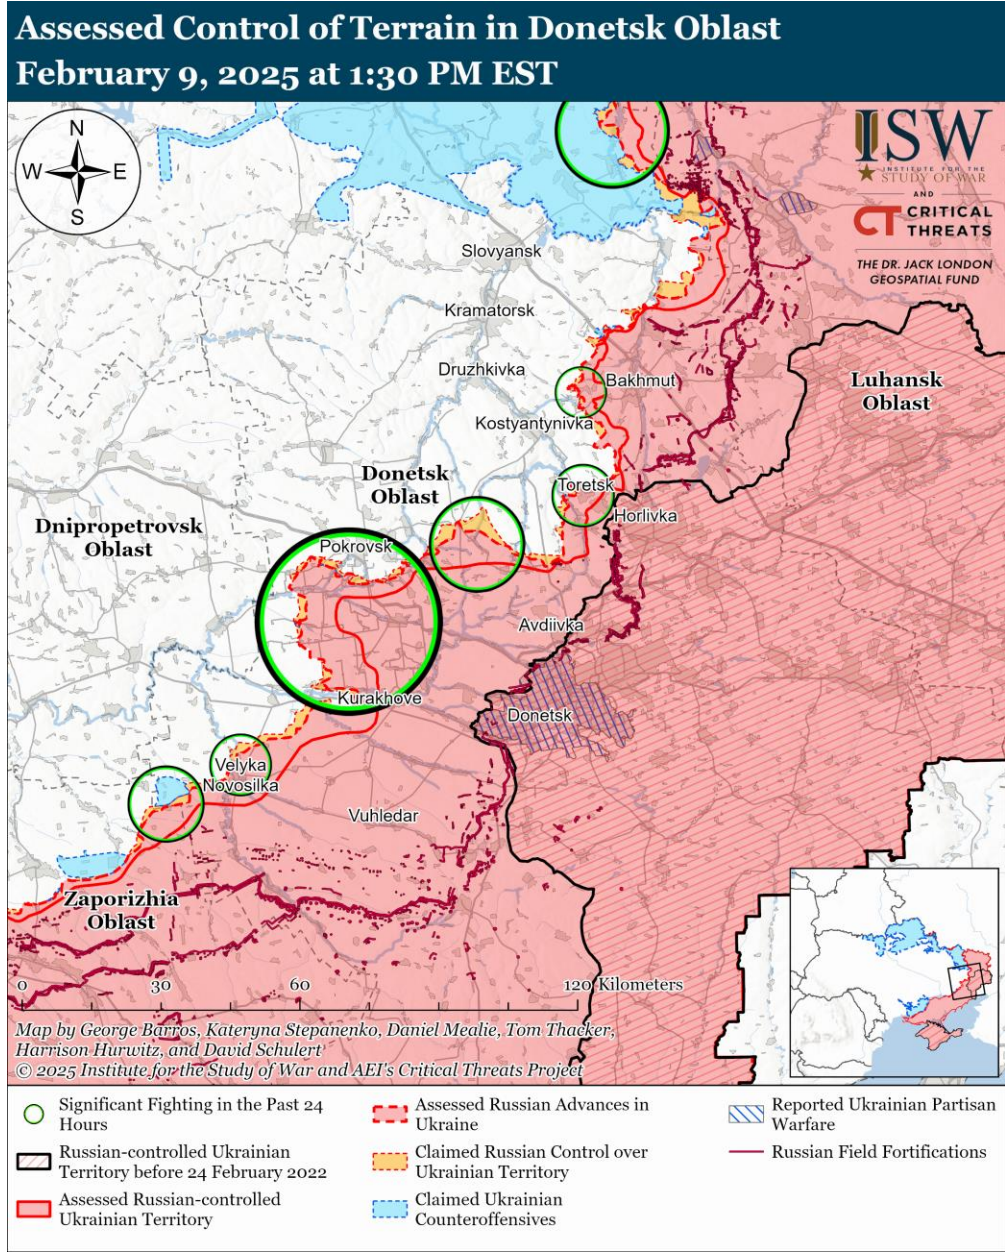 Assessed Control of Terrain in Donetsk Oblast
February 9, 2025 at 1:30 PM EST
N
W
E
S
ISW
INSTITUTE FOR THE
STUDY OF WAR
AND
CT CRITICAL
THREATS
THE DR. JACK LONDON
GEOSPATIAL FUND
Slovyansk
Kramatorsk
Druzhkivka
Bakhmut
Luhansk
Oblast
Kostyantynivka
Donetsk
Oblast
Toretsk
Horlivka
Dnipropetrovsk
Oblast
Pokrovsk
Avdiivka
Kurakhove
Donetsk
Velyka
Novosilka
Vuhledar
Zaporizhia
Oblast
0
30
60
120 Kilometers
Map by George Barros, Kateryna Stepanenko, Daniel Mealie, Tom Thacker,
Harrison Hurwitz, and David Schulert
© 2025 Institute for the Study of War and AEI's Critical Threats Project
Significant Fighting in the Past 24
Hours
Russian-controlled Ukrainian
Territory before 24 February 2022
Assessed Russian-controlled
Ukrainian Territory
Assessed Russian Advances in
Ukraine
Claimed Russian Control over
Ukrainian Territory
Claimed Ukrainian
Counteroffensives
Reported Ukrainian Partisan
Warfare
Russian Field Fortifications